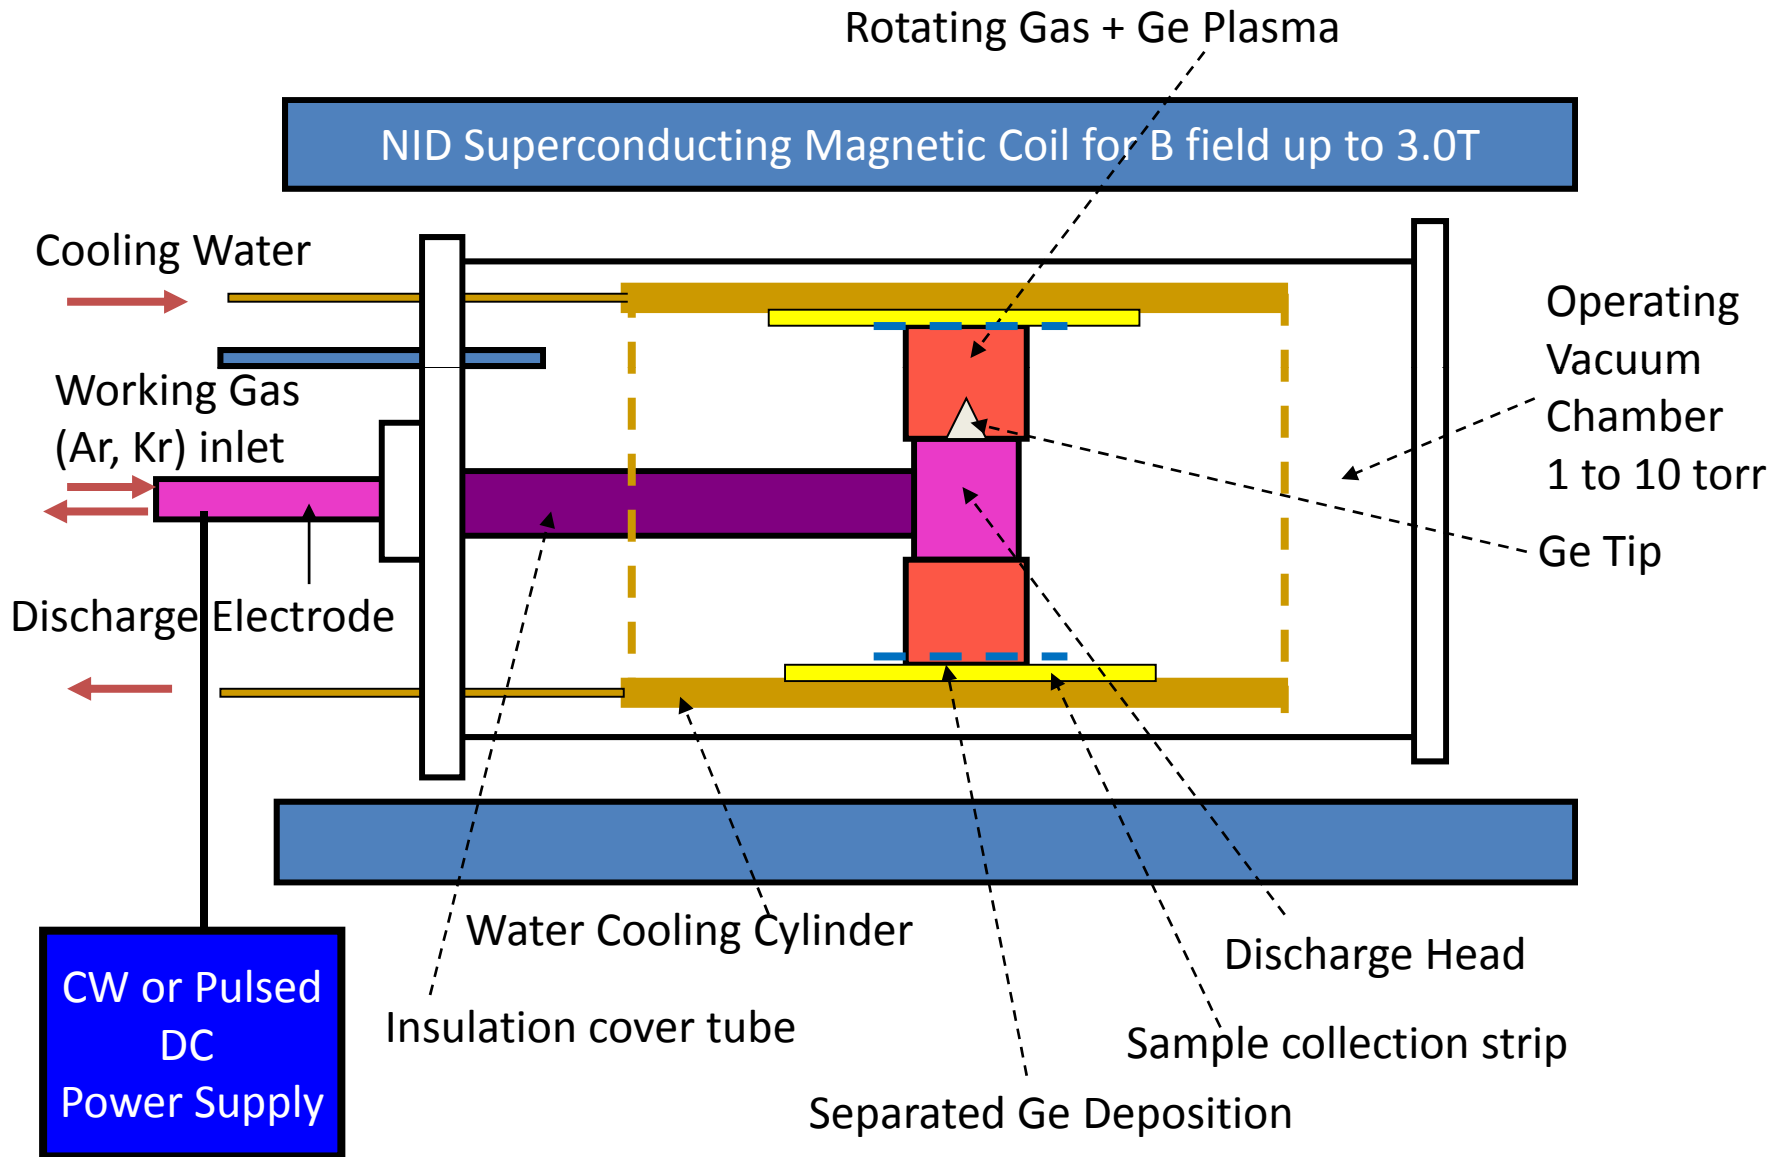 Rotating Gas + Ge Plasma
NID Superconducting Magnetic Coil for B field up to 3.0T
Cooling Water
Working Gas
(Ar, Kr) inlet
Operating
Vacuum
Chamber
1 to 10 torr
Ge Tip
Discharge Electrode
Water Cooling Cylinder
Discharge Head
CW or Pulsed
DC
Power Supply
Insulation cover tube
Sample collection strip
Separated Ge Deposition